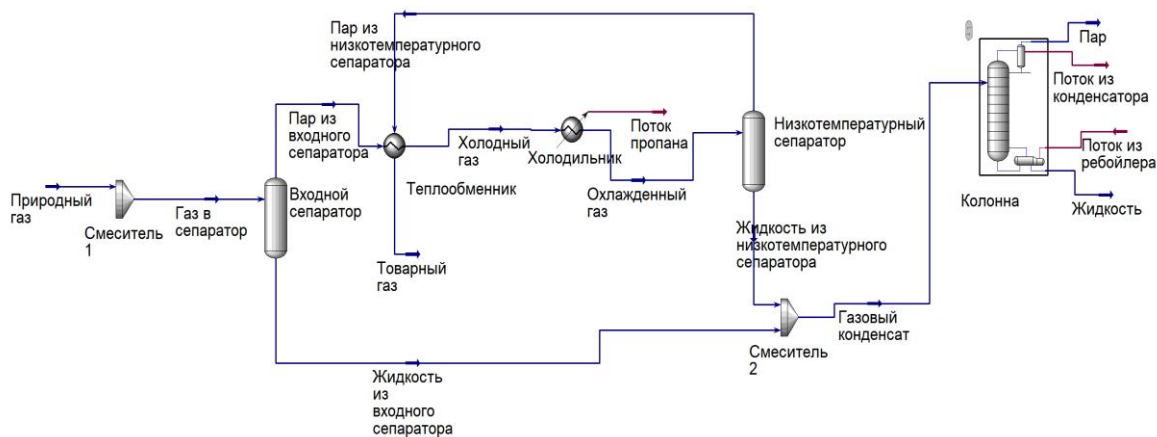 Пар из
низкотемпературного
сепаратора
Пар
Поток из
конденсатора
Пар из
входного
сепаратора
Холодный
газ
Холодильник
Поток
пропана
Низкотемпературный
сепаратор
Поток из
ребойлера
Природный
газ
Смеситель
1
Газ в
сепаратор
Входной
сепаратор
Теплообменник
Охлажденный
газ
Колонна
Жидкость
Товарный
газ
Жидкость из
низкотемпературного
сепаратора
Газовый
конденсат
Смеситель
2
Жидкость
из
входного
сепаратора